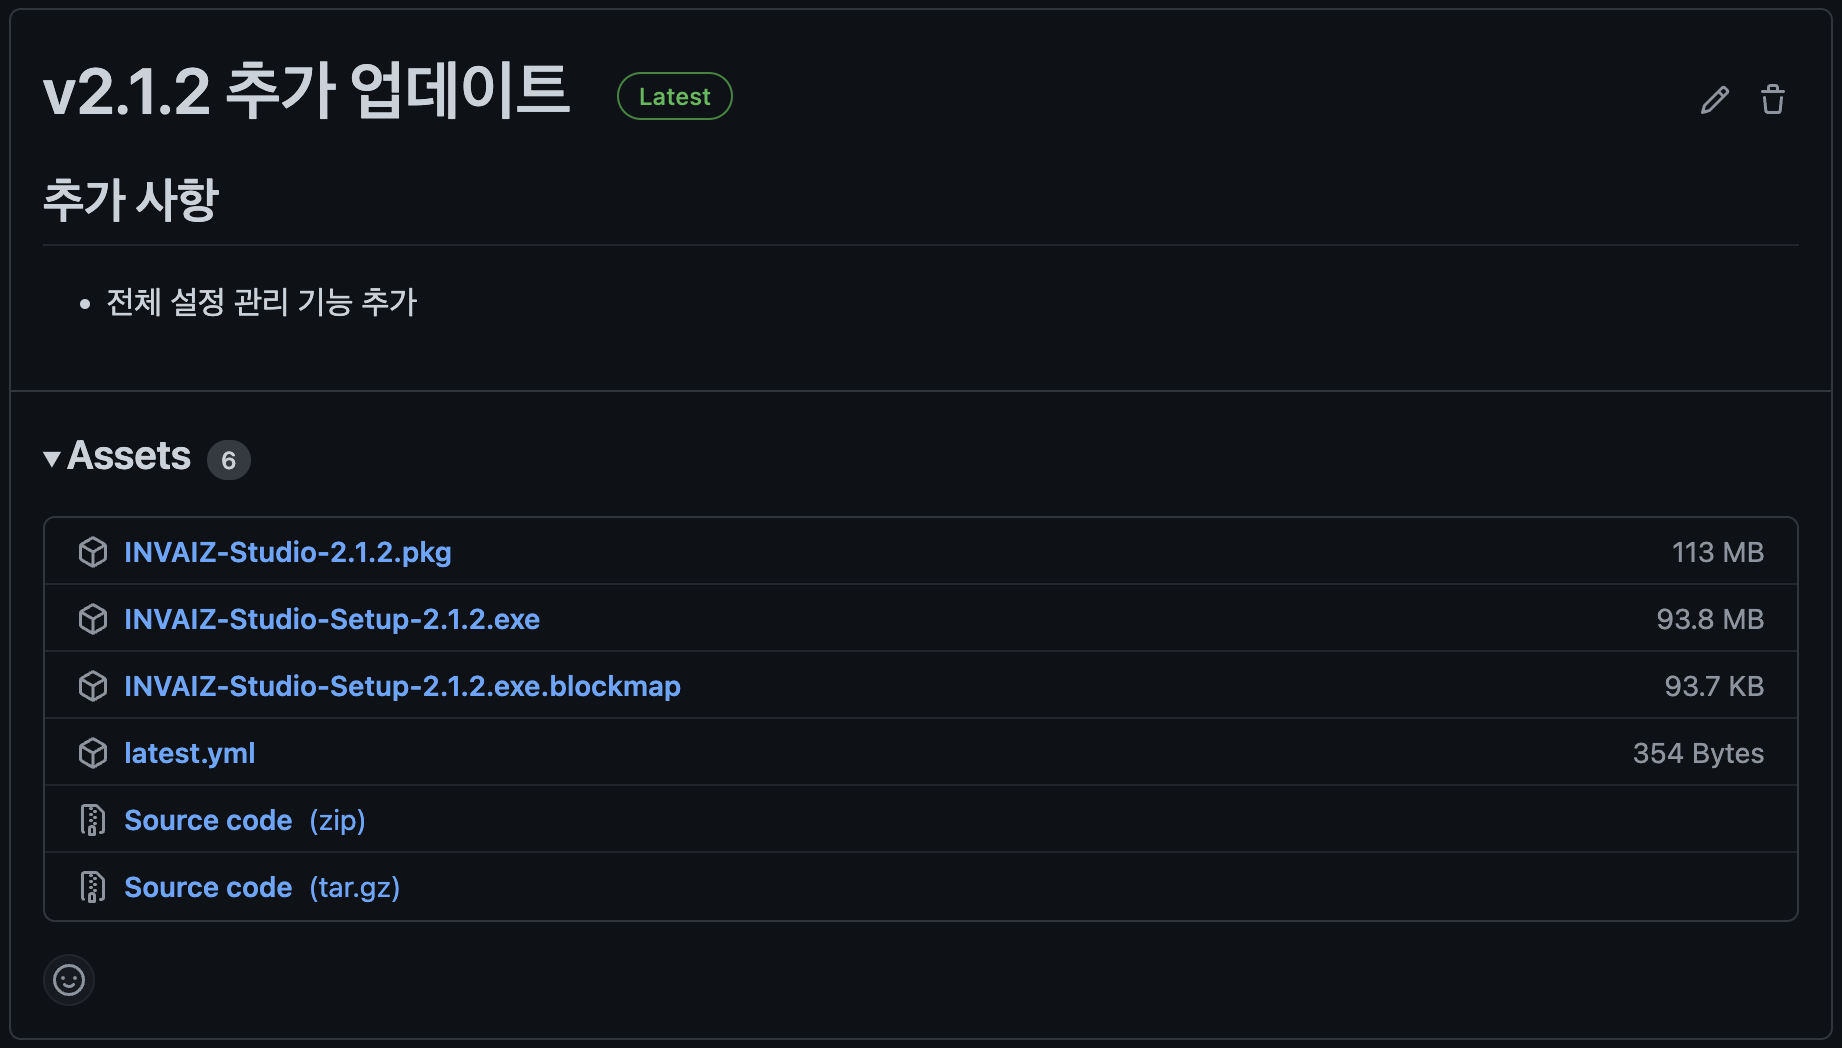 v2.1.2 추가 업데이트 Latest
추가 사항
• 전체 설정 관리 기능 추가
Assets 6
INVAIZ-Studio-2.1.2.pkg 113 MB
INVAIZ-Studio-Setup-2.1.2.exe 93.8 MB
INVAIZ-Studio-Setup-2.1.2.exe.blockmap 93.7 KB
latest.yml 354 Bytes
Source code (zip)
Source code (tar.gz)